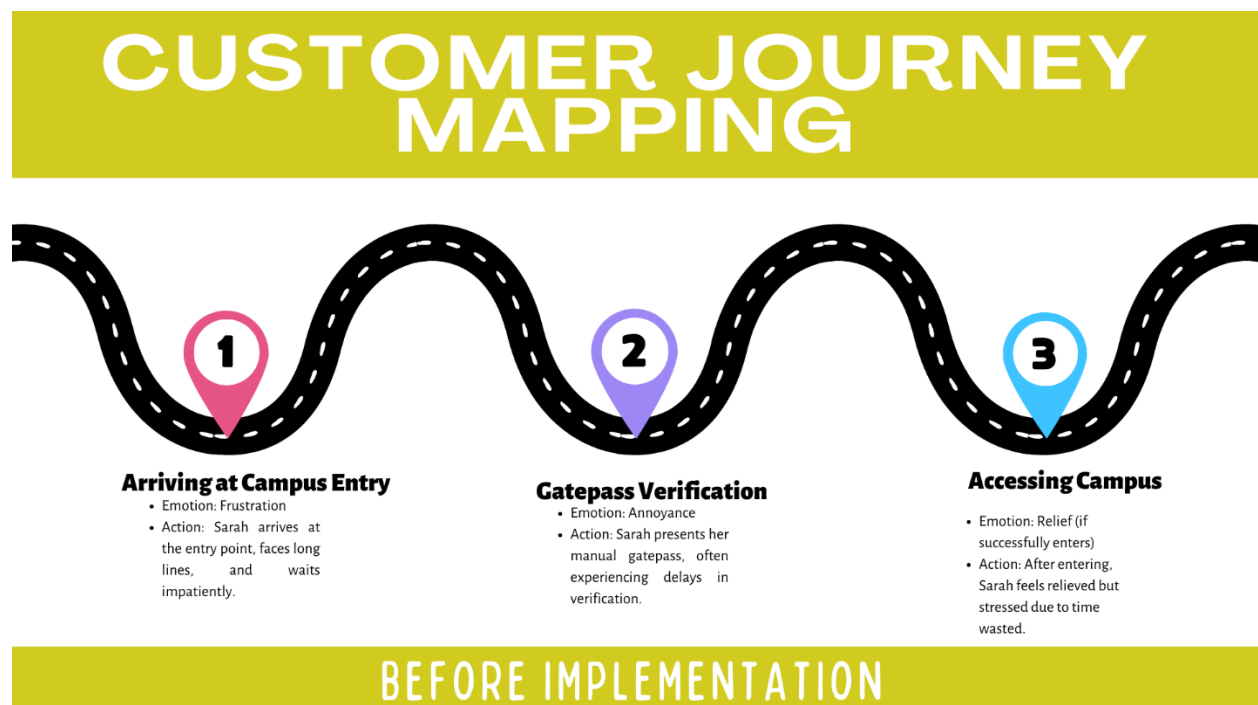 CUSTOMER JOURNEY
MAPPING
1
Arriving at Campus Entry
• Emotion: Frustration
• Action: Sarah arrives at
the entry point, faces long
lines, and waits
impatiently.
2
Gatepass Verification
• Emotion: Annoyance
• Action: Sarah presents her
manual gatepass, often
experiencing delays in
verification.
3
Accessing Campus
• Emotion: Relief (if
successfully enters)
• Action: After entering,
Sarah feels relieved but
stressed due to time
wasted.
BEFORE IMPLEMENTATION